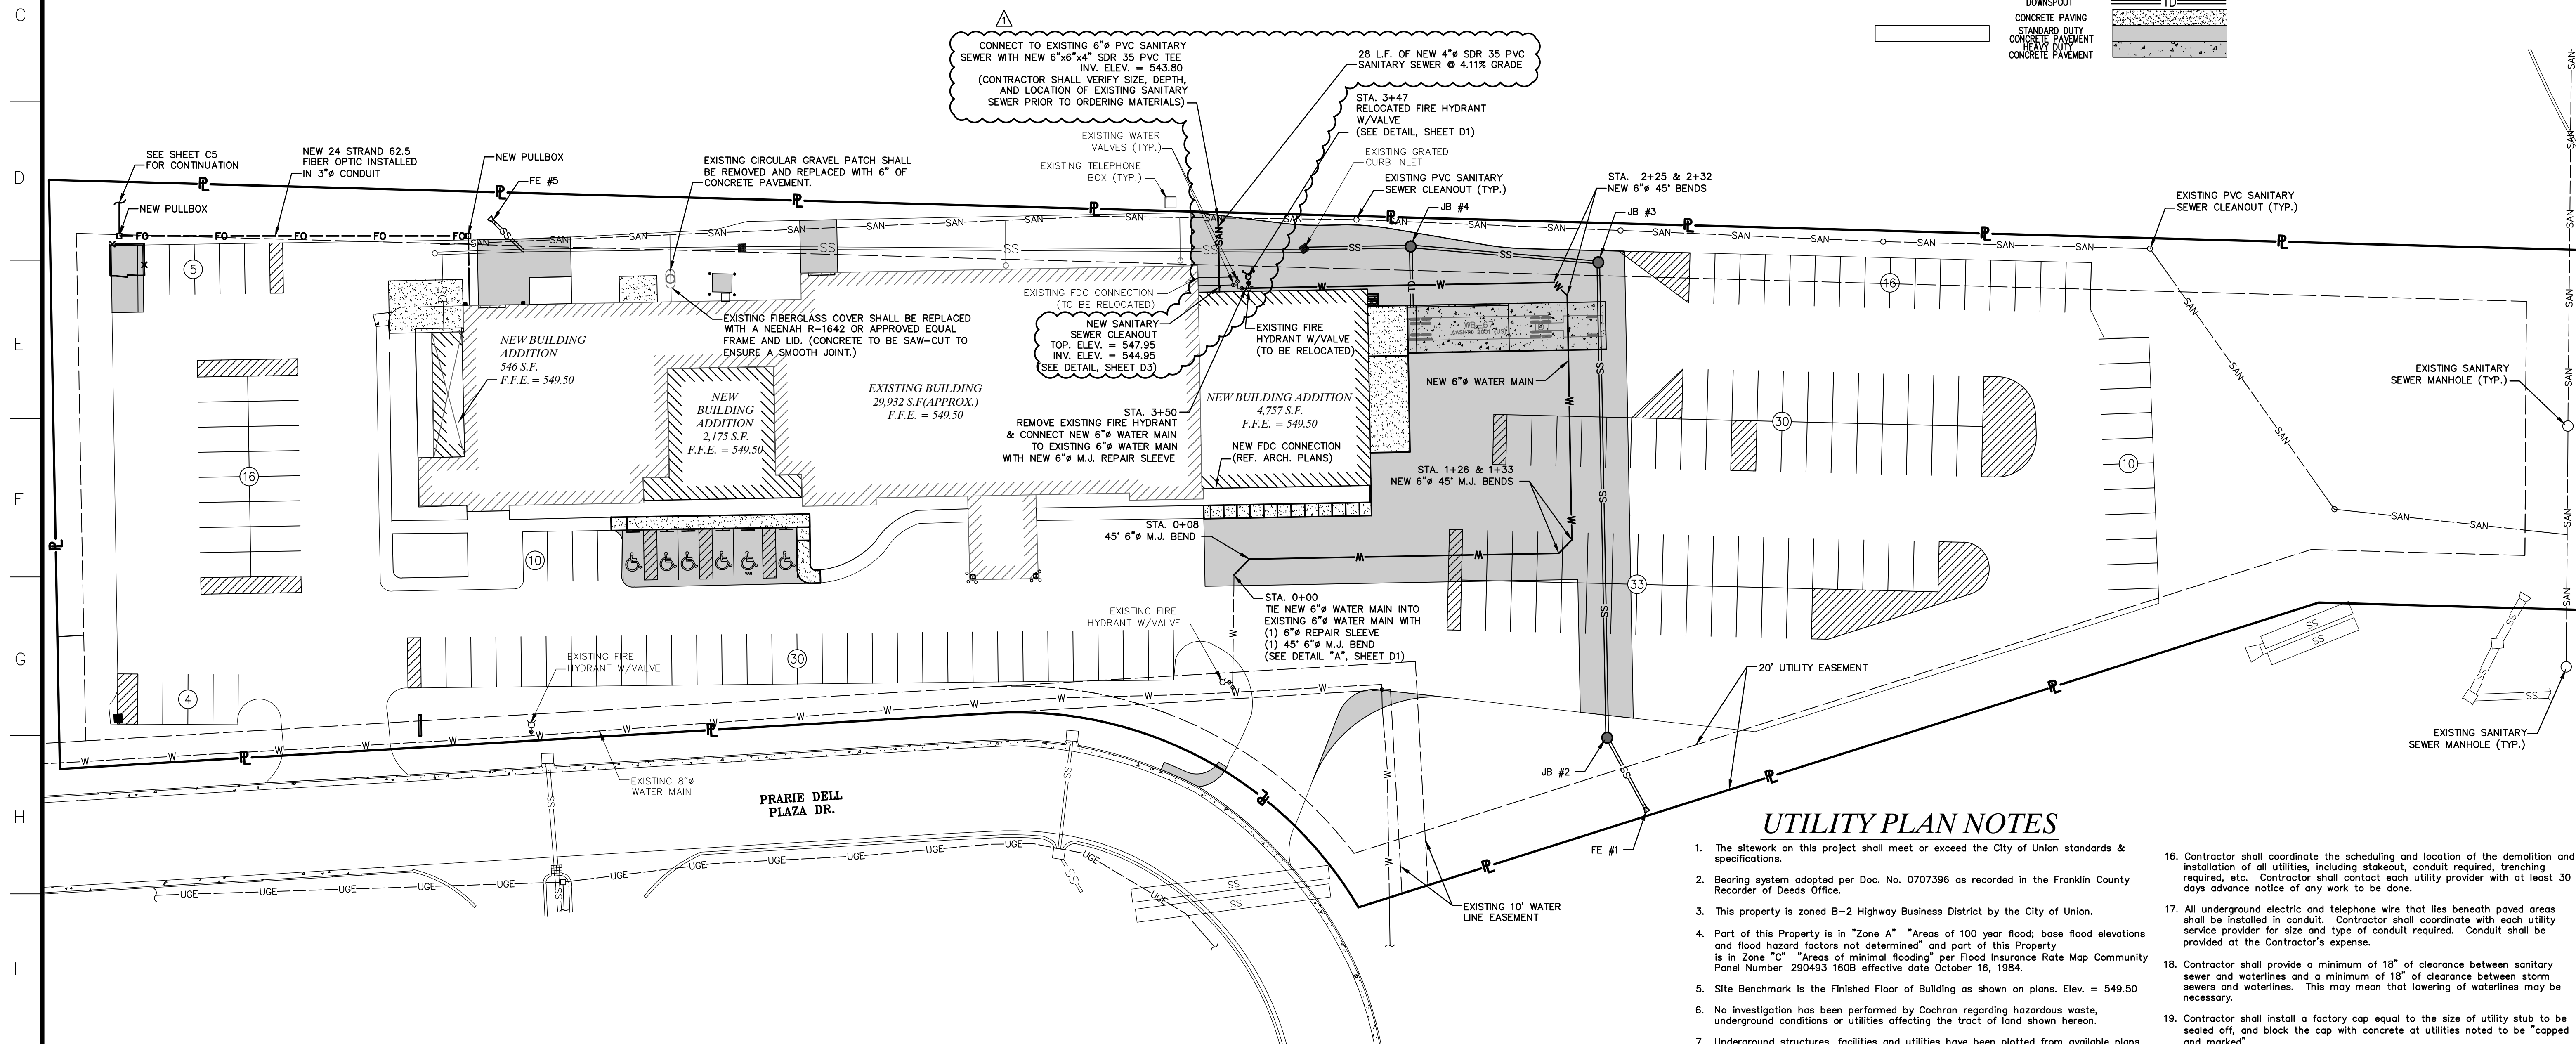 C
D
E
F
G
H
I
DOWNSPOUT
TD
CONCRETE PAVING
STANDARD DUTY
CONCRETE PAVEMENT
HEAVY DUTY
CONCRETE PAVEMENT
1
CONNECT TO EXISTING 6"ø PVC SANITARY
SEWER WITH NEW 6"x6"x4" SDR 35 PVC TEE
INV. ELEV. = 543.80
(CONTRACTOR SHALL VERIFY SIZE, DEPTH,
AND LOCATION OF EXISTING SANITARY
SEWER PRIOR TO ORDERING MATERIALS)
28 L.F. OF NEW 4"ø SDR 35 PVC
SANITARY SEWER @ 4.11% GRADE
STA. 3+47
RELOCATED FIRE HYDRANT
W/VALVE
(SEE DETAIL, SHEET D1)
EXISTING WATER
VALVES (TYP.)
EXISTING TELEPHONE
BOX (TYP.)
EXISTING GRATED
CURB INLET
EXISTING PVC SANITARY
SEWER CLEANOUT (TYP.)
JB #4
STA. 2+25 & 2+32
NEW 6"ø 45° BENDS
JB #3
EXISTING PVC SANITARY
SEWER CLEANOUT (TYP.)
SEE SHEET C5
FOR CONTINUATION
NEW 24 STRAND 62.5
FIBER OPTIC INSTALLED
IN 3"ø CONDUIT
NEW PULLBOX
FE #5
NEW PULLBOX
EXISTING CIRCULAR GRAVEL PATCH SHALL
BE REMOVED AND REPLACED WITH 6" OF
CONCRETE PAVEMENT.
EXISTING FIBERGLASS COVER SHALL BE REPLACED
WITH A NEENAH R-1642 OR APPROVED EQUAL
FRAME AND LID. (CONCRETE TO BE SAW-CUT TO
ENSURE A SMOOTH JOINT.)
EXISTING FDC CONNECTION
(TO BE RELOCATED)
NEW SANITARY
SEWER CLEANOUT
TOP. ELEV. = 547.95
INV. ELEV. = 544.95
(SEE DETAIL, SHEET D3)
EXISTING FIRE
HYDRANT W/VALVE
(TO BE RELOCATED)
WB-67
AASHTO 2001 (US)
NEW 6"ø WATER MAIN
NEW BUILDING
ADDITION
546 S.F.
F.F.E. = 549.50
NEW
BUILDING
ADDITION
2,175 S.F.
F.F.E. = 549.50
EXISTING BUILDING
29,932 S.F(APPROX.)
F.F.E. = 549.50
NEW BUILDING ADDITION
4,757 S.F.
F.F.E. = 549.50
NEW FDC CONNECTION
(REF. ARCH. PLANS)
STA. 3+50
REMOVE EXISTING FIRE HYDRANT
& CONNECT NEW 6"ø WATER MAIN
TO EXISTING 6"ø WATER MAIN
WITH NEW 6"ø M.J. REPAIR SLEEVE
STA. 1+26 & 1+33
NEW 6"ø 45° M.J. BENDS
STA. 0+08
45° 6"ø M.J. BEND
STA. 0+00
TIE NEW 6"ø WATER MAIN INTO
EXISTING 6"ø WATER MAIN WITH
(1) 6"ø REPAIR SLEEVE
(1) 45° 6"ø M.J. BEND
(SEE DETAIL "A", SHEET D1)
EXISTING SANITARY
SEWER MANHOLE (TYP.)
5
16
4
10
VAN
30
16
30
10
33
EXISTING FIRE
HYDRANT W/VALVE
EXISTING FIRE
HYDRANT W/VALVE
EXISTING 8"ø
WATER MAIN
20' UTILITY EASEMENT
EXISTING SANITARY
SEWER MANHOLE (TYP.)
JB #2
FE #1
PRARIE DELL
PLAZA DR.
EXISTING 10' WATER
LINE EASEMENT
UTILITY PLAN NOTES
1. The sitework on this project shall meet or exceed the City of Union standards &
specifications.
2. Bearing system adopted per Doc. No. 0707396 as recorded in the Franklin County
Recorder of Deeds Office.
3. This property is zoned B-2 Highway Business District by the City of Union.
4. Part of this Property is in "Zone A" "Areas of 100 year flood; base flood elevations
and flood hazard factors not determined" and part of this Property
is in Zone "C" "Areas of minimal flooding" per Flood Insurance Rate Map Community
Panel Number 290493 160B effective date October 16, 1984.
5. Site Benchmark is the Finished Floor of Building as shown on plans. Elev. = 549.50
6. No investigation has been performed by Cochran regarding hazardous waste,
underground conditions or utilities affecting the tract of land shown hereon.
7. Underground structures, facilities and utilities have been plotted from available plans
16. Contractor shall coordinate the scheduling and location of the demolition and
installation of all utilities, including stakeout, conduit required, trenching
required, etc. Contractor shall contact each utility provider with at least 30
days advance notice of any work to be done.
17. All underground electric and telephone wire that lies beneath paved areas
shall be installed in conduit. Contractor shall coordinate with each utility
service provider for size and type of conduit required. Conduit shall be
provided at the Contractor's expense.
18. Contractor shall provide a minimum of 18" of clearance between sanitary
sewer and waterlines and a minimum of 18" of clearance between storm
sewers and waterlines. This may mean that lowering of waterlines may be
necessary.
19. Contractor shall install a factory cap equal to the size of utility stub to be
sealed off, and block the cap with concrete at utilities noted to be "capped
and marked"